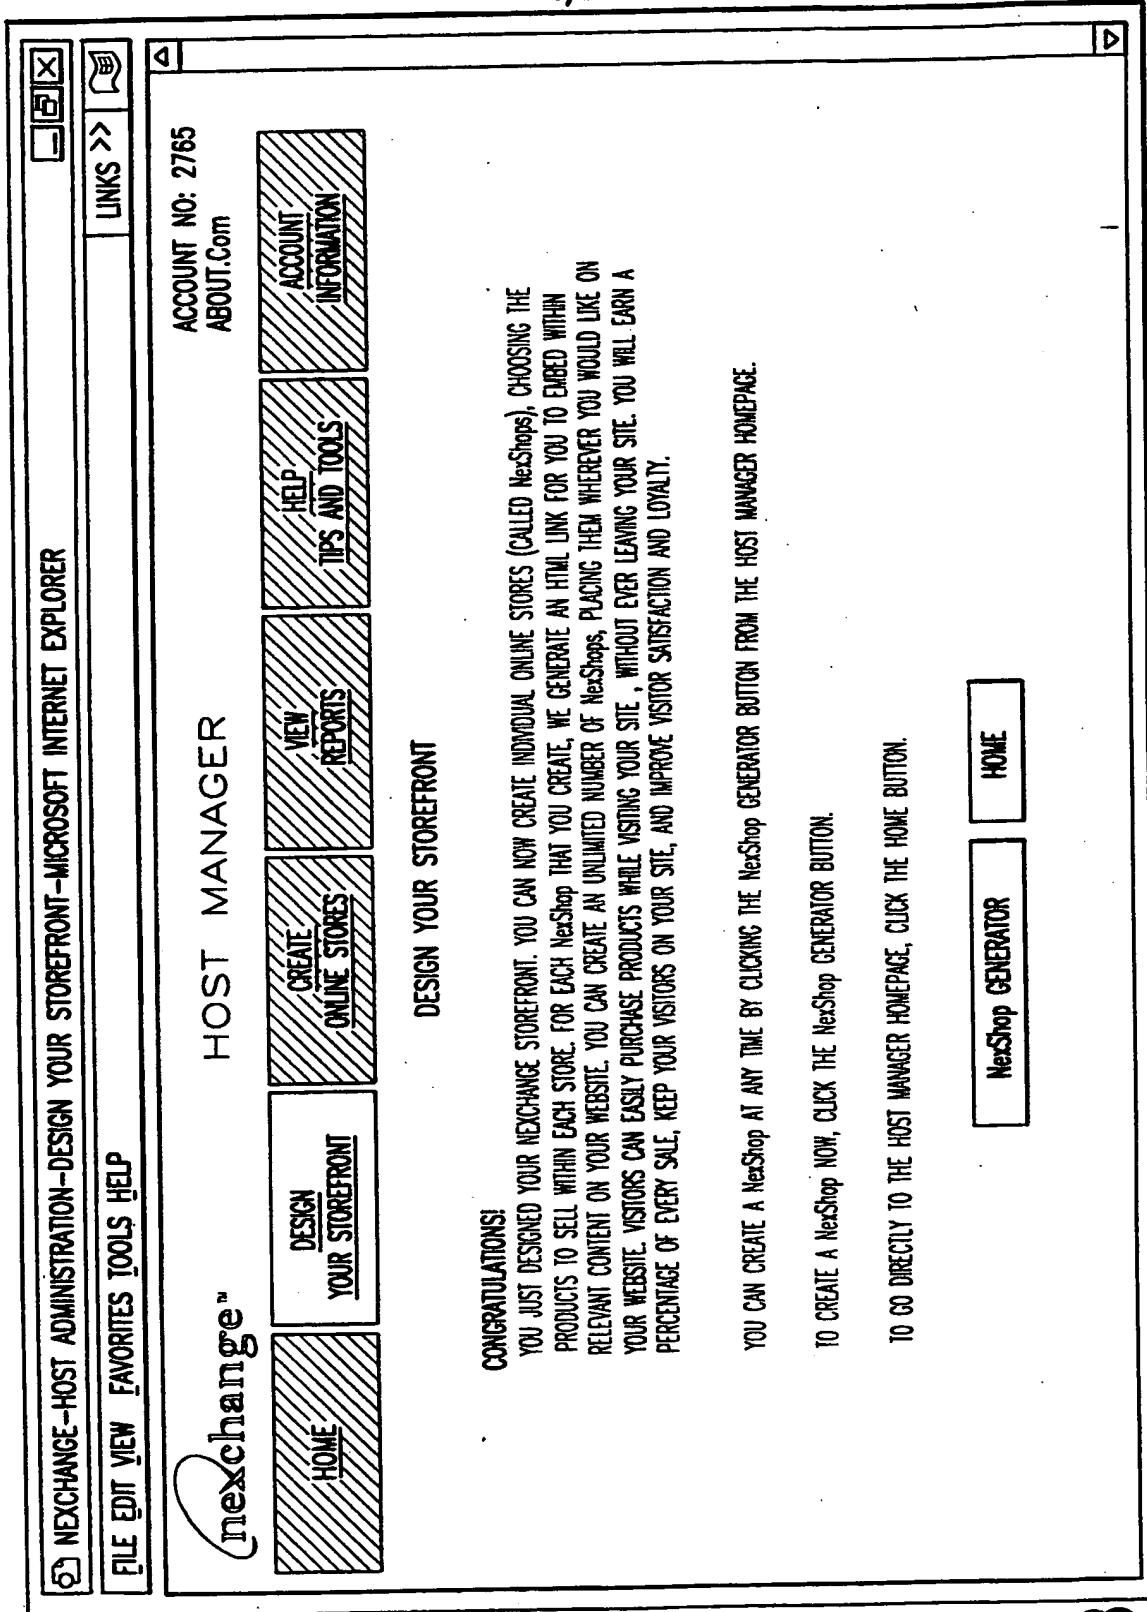 NEXCHANGE-HOST ADMINISTRATION-DESIGN YOUR STOREFRONT-MICROSOFT INTERNET EXPLORER
FILE EDIT VIEW FAVORITES TOOLS HELP
LINKS >>
nexchange™
HOST MANAGER
ACCOUNT NO: 2765
ABOUT.Com
HOME
DESIGN
YOUR STOREFRONT
CREATE
ONLINE STORES
VIEW
REPORTS
HELP
TIPS AND TOOLS
ACCOUNT
INFORMATION
DESIGN YOUR STOREFRONT
CONGRATULATIONS!
YOU JUST DESIGNED YOUR NEXCHANGE STOREFRONT. YOU CAN NOW CREATE INDIVIDUAL ONLINE STORES (CALLED NexShops), CHOOSING THE
PRODUCTS TO SELL WITHIN EACH STORE. FOR EACH NexShop THAT YOU CREATE, WE GENERATE AN HTML LINK FOR YOU TO EMBED WITHIN
RELEVANT CONTENT ON YOUR WEBSITE. YOU CAN CREATE AN UNLIMITED NUMBER OF NexShops, PLACING THEM WHEREVER YOU WOULD LIKE ON
YOUR WEBSITE. VISITORS CAN EASILY PURCHASE PRODUCTS WHILE VISITING YOUR SITE , WITHOUT EVER LEAVING YOUR SITE. YOU WILL EARN A
PERCENTAGE OF EVERY SALE, KEEP YOUR VISITORS ON YOUR SITE, AND IMPROVE VISITOR SATISFACTION AND LOYALTY.
YOU CAN CREATE A NexShop AT ANY TIME BY CLICKING THE NexShop GENERATOR BUTTON FROM THE HOST MANAGER HOMEPAGE.
TO CREATE A NexShop NOW, CLICK THE NexShop GENERATOR BUTTON.
TO GO DIRECTLY TO THE HOST MANAGER HOMEPAGE, CLICK THE HOME BUTTON.
NexShop GENERATOR
HOME